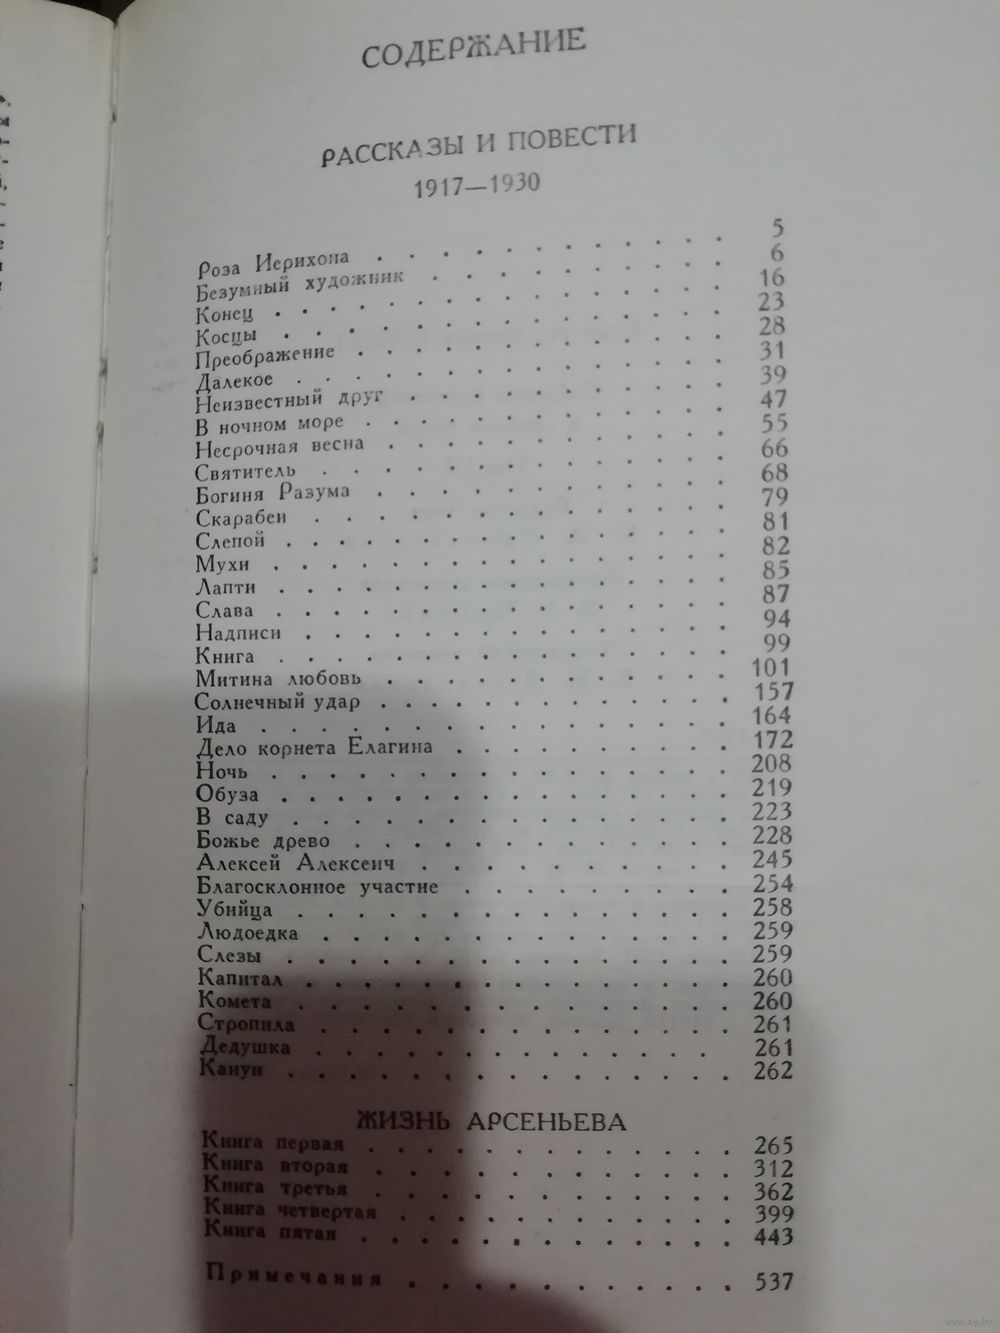 СОДЕРЖАНИЕ
РАССКАЗЫ И ПОВЕСТИ
1917—1930
Роза Иерихона . . . . . . . . . . . . 5
Безумный художник . . . . . . . . . . 6
Конец . . . . . . . . . . . . . . . 16
Косцы . . . . . . . . . . . . . . . 23
Преображение . . . . . . . . . . . . 28
Далекое . . . . . . . . . . . . . . 31
Неизвестный друг . . . . . . . . . . . 39
В ночном море . . . . . . . . . . . . 47
Несрочная весна . . . . . . . . . . . 55
Святитель . . . . . . . . . . . . . 66
Богиня Разума . . . . . . . . . . . . 68
Скарабеи . . . . . . . . . . . . . . 79
Слепой . . . . . . . . . . . . . . . 81
Мухи . . . . . . . . . . . . . . . 82
Лапти . . . . . . . . . . . . . . . 85
Слава . . . . . . . . . . . . . . . 87
Надписи . . . . . . . . . . . . . . 94
Книга . . . . . . . . . . . . . . . 99
Митина любовь . . . . . . . . . . . . 101
Солнечный удар . . . . . . . . . . . . 157
Ида . . . . . . . . . . . . . . . . 164
Дело корнета Елагина . . . . . . . . . . 172
Ночь . . . . . . . . . . . . . . . 208
Обуза . . . . . . . . . . . . . . . 219
В саду . . . . . . . . . . . . . . . 223
Божье древо . . . . . . . . . . . . . 228
Алексей Алексеич . . . . . . . . . . . 245
Благосклонное участие . . . . . . . . . 254
Убийца . . . . . . . . . . . . . . 258
Людоедка . . . . . . . . . . . . . . 259
Слезы . . . . . . . . . . . . . . . 259
Капитал . . . . . . . . . . . . . . 260
Комета . . . . . . . . . . . . . . 260
Стропила . . . . . . . . . . . . . . 261
Дедушка . . . . . . . . . . . . . . 261
Канун . . . . . . . . . . . . . . . 262
ЖИЗНЬ АРСЕНЬЕВА
Книга первая . . . . . . . . . . . . . 265
Книга вторая . . . . . . . . . . . . . 312
Книга третья . . . . . . . . . . . . . 362
Книга четвертая . . . . . . . . . . . . 399
Книга пятая . . . . . . . . . . . . . 443
Примечания . . . . . . . . . . . 537
www.ay.by